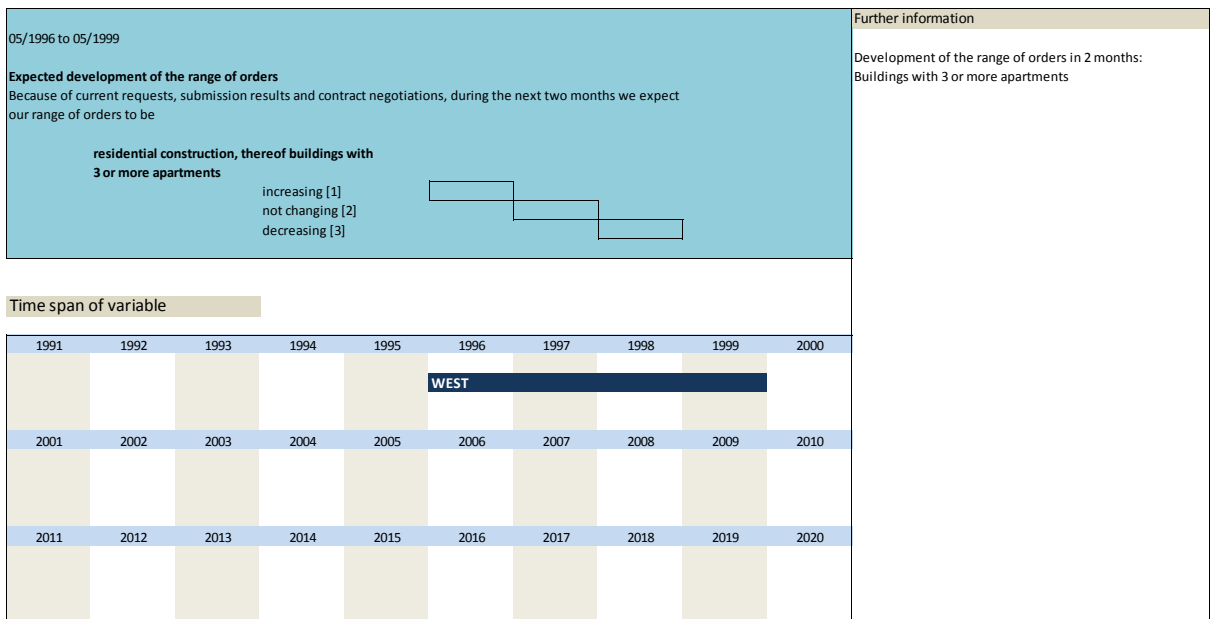 05/1996 to 05/1999
Expected development of the range of orders
Because of current requests, submission results and contract negotiations, during the next two months we expect
our range of orders to be
residential construction, thereof buildings with
3 or more apartments
increasing [1]
not changing [2]
decreasing [3]
Further information
Development of the range of orders in 2 months:
Buildings with 3 or more apartments
Time span of variable
1991 1992 1993 1994 1995 1996 1997 1998 1999 2000
WEST
2001 2002 2003 2004 2005 2006 2007 2008 2009 2010
2011 2012 2013 2014 2015 2016 2017 2018 2019 2020